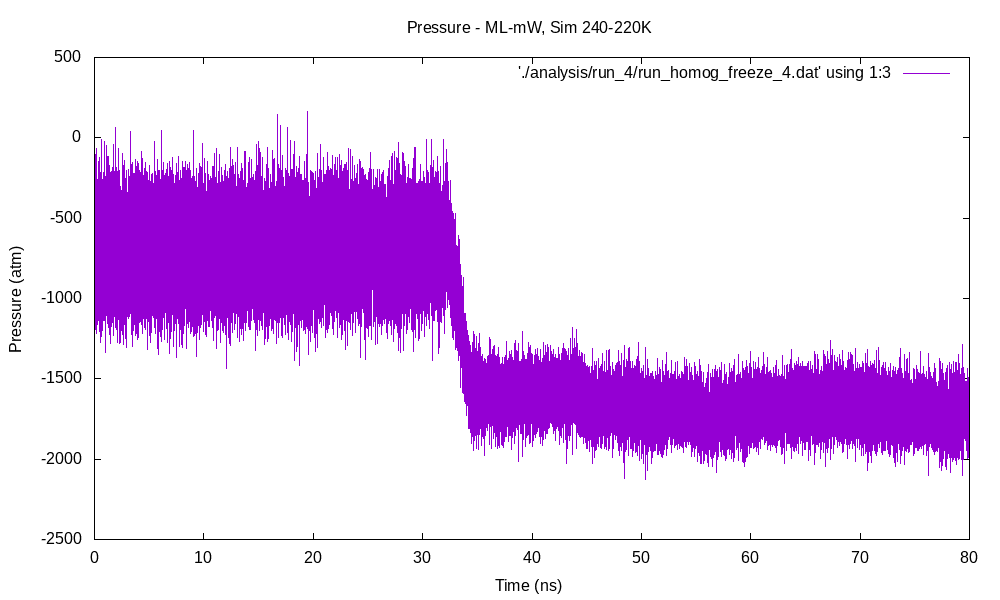 Pressure - ML-mW, Sim 240-220K
'./analysis/run_4/run_homog_freeze_4.dat' using 1:3
500
0
-500
-1000
-1500
-2000
-2500
Pressure (atm)
0 10 20 30 40 50 60 70 80
Time (ns)